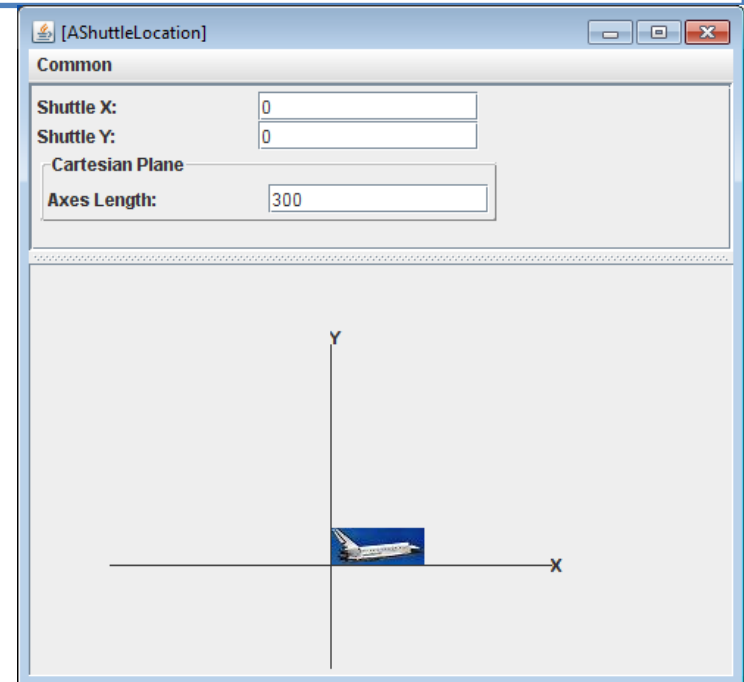 [AShuttleLocation]
Common
Shuttle X: 0
Shuttle Y: 0
Cartesian Plane
Axes Length: 300
Y
X